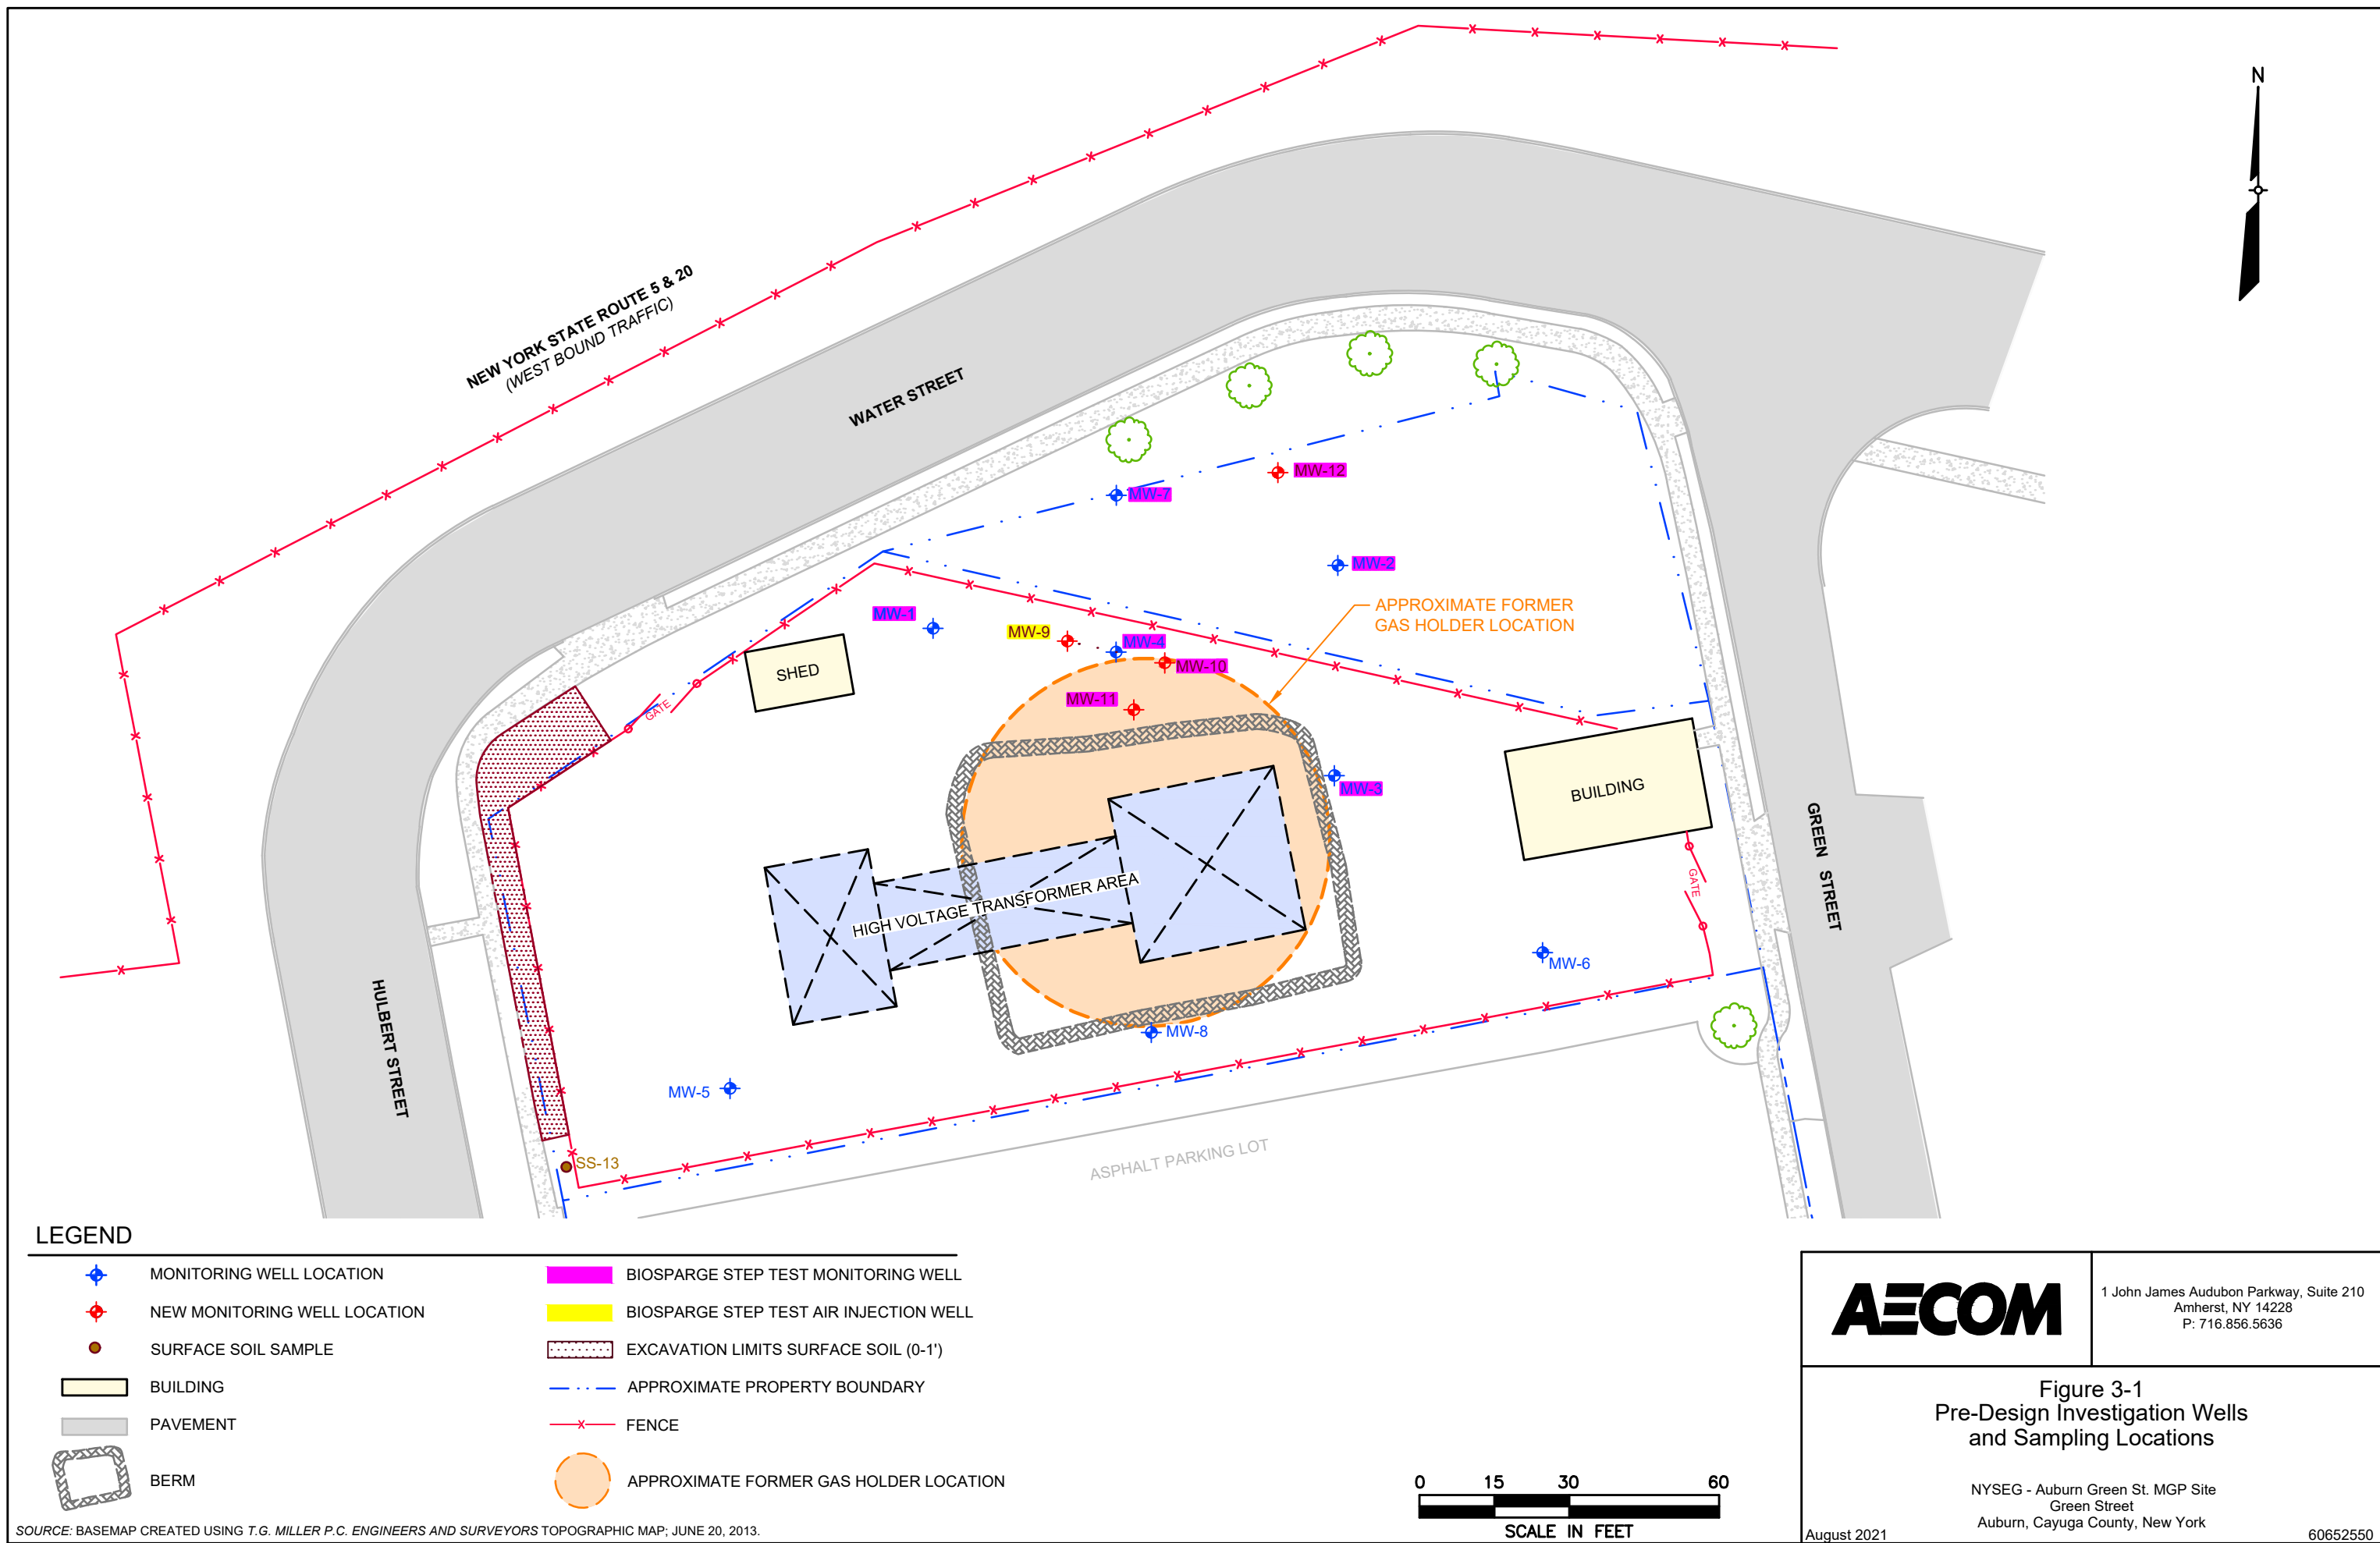 N
NEW YORK STATE ROUTE 5 & 20
(WEST BOUND TRAFFIC)
WATER STREET
MW-12
MW-7
MW-2
APPROXIMATE FORMER
GAS HOLDER LOCATION
MW-1
MW-9
MW-4
MW-10
SHED
MW-11
GATE
MW-3
BUILDING
GREEN STREET
HIGH VOLTAGE TRANSFORMER AREA
GATE
MW-6
HULBERT STREET
MW-8
MW-5
ASPHALT PARKING LOT
SS-13
LEGEND
MONITORING WELL LOCATION
NEW MONITORING WELL LOCATION
SURFACE SOIL SAMPLE
BUILDING
PAVEMENT
BERM
BIOSPARGE STEP TEST MONITORING WELL
BIOSPARGE STEP TEST AIR INJECTION WELL
EXCAVATION LIMITS SURFACE SOIL (0-1')
APPROXIMATE PROPERTY BOUNDARY
FENCE
APPROXIMATE FORMER GAS HOLDER LOCATION
SOURCE: BASEMAP CREATED USING T.G. MILLER P.C. ENGINEERS AND SURVEYORS TOPOGRAPHIC MAP; JUNE 20, 2013.
0 15 30 60
SCALE IN FEET
AECOM
1 John James Audubon Parkway, Suite 210
Amherst, NY 14228
P: 716.856.5636
Figure 3-1
Pre-Design Investigation Wells
and Sampling Locations
NYSEG - Auburn Green St. MGP Site
Green Street
Auburn, Cayuga County, New York
August 2021
60652550